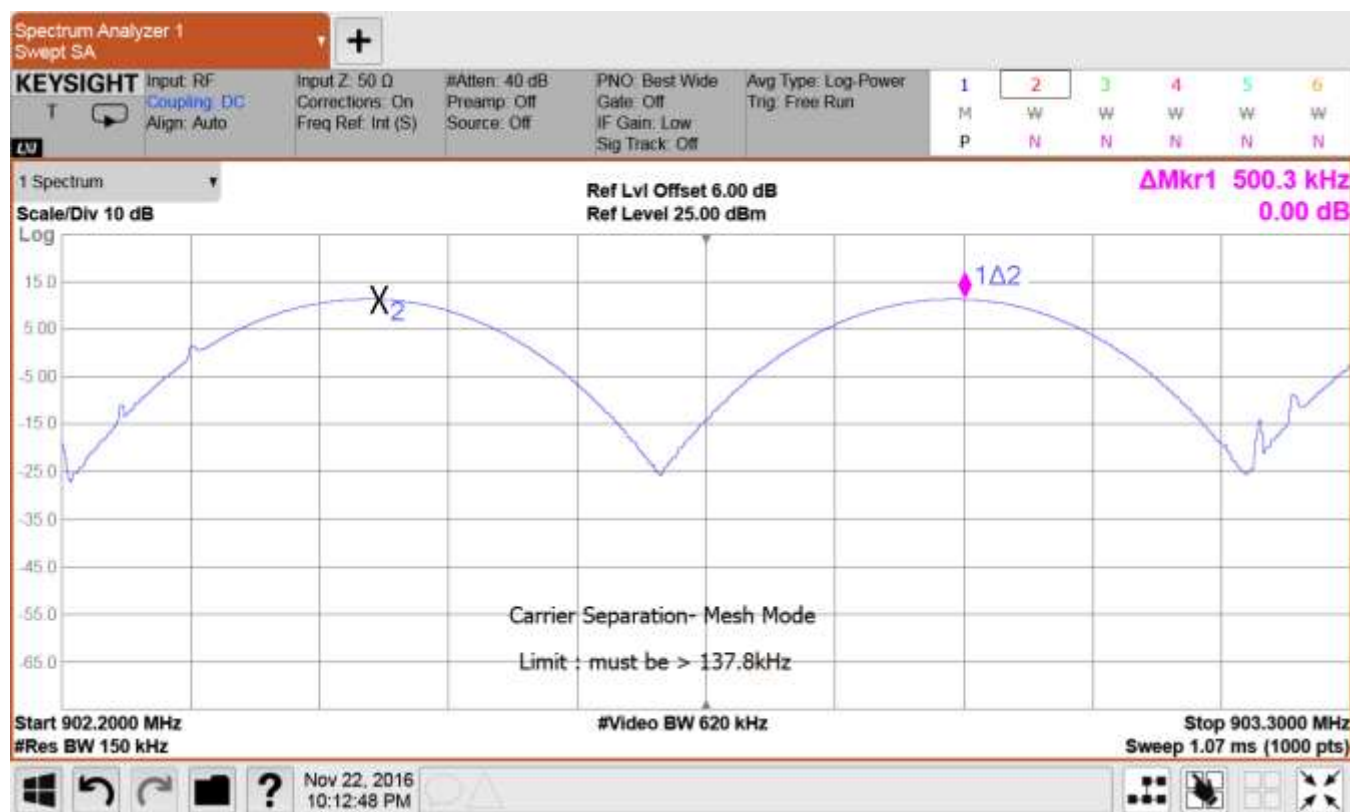 Spectrum Analyzer 1
Swept SA
+
KEYSIGHT
T
LXI
Input: RF
Coupling: DC
Align: Auto
Input Z: 50 Ω
Corrections: On
Freq Ref: Int (S)
#Atten: 40 dB
Preamp: Off
Source: Off
PNO: Best Wide
Gate: Off
IF Gain: Low
Sig Track: Off
Avg Type: Log-Power
Trig: Free Run
1 2 3 4 5 6
M W W W W W
P N N N N N
1 Spectrum
Scale/Div 10 dB
Ref Lvl Offset 6.00 dB
Ref Level 25.00 dBm
ΔMkr1 500.3 kHz
0.00 dB
Log
15.0
5.00
-5.00
-15.0
-25.0
-35.0
-45.0
-55.0
-65.0
X2
1Δ2
Carrier Separation- Mesh Mode
Limit : must be > 137.8kHz
Start 902.2000 MHz
#Res BW 150 kHz
#Video BW 620 kHz
Stop 903.3000 MHz
Sweep 1.07 ms (1000 pts)
?
Nov 22, 2016
10:12:48 PM